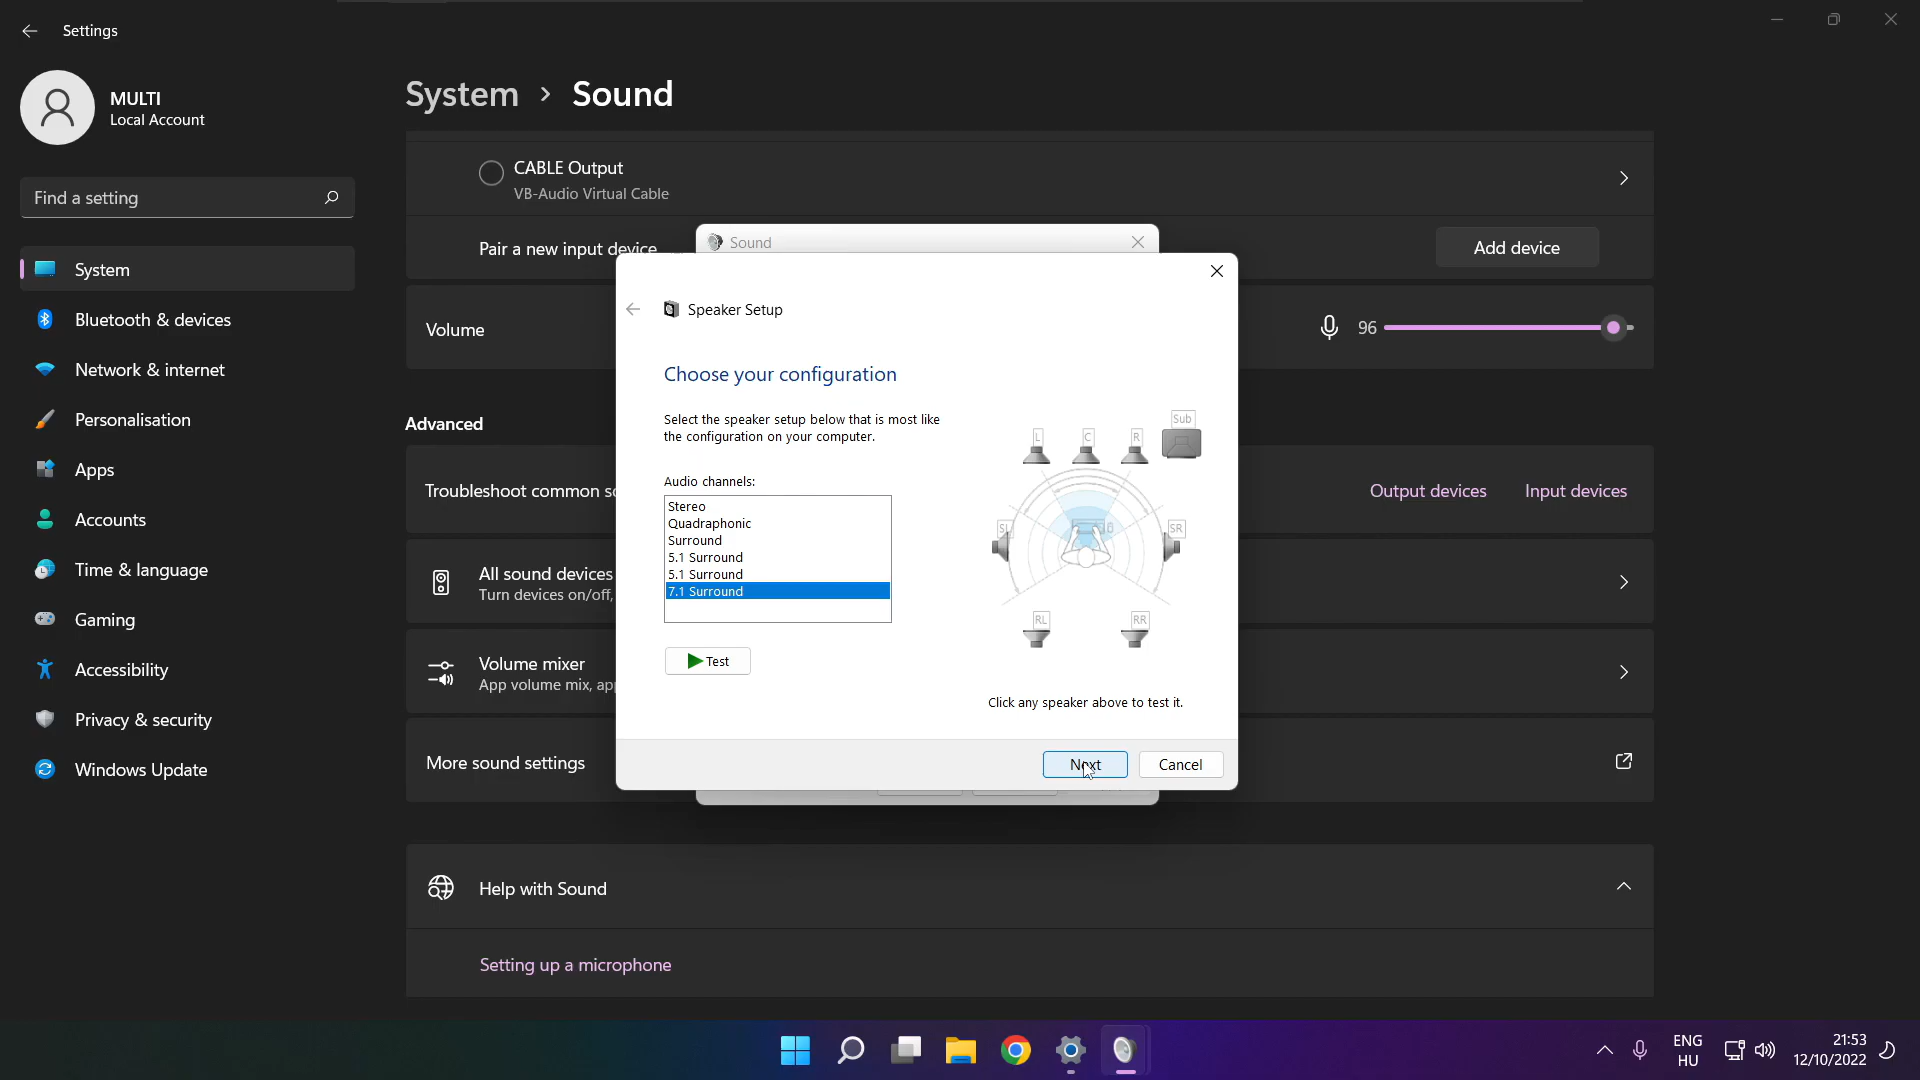 Settings
MULTI
Local Account
Find a setting
System
Bluetooth & devices
Network & internet
Personalisation
Apps
Accounts
Time & language
Gaming
Accessibility
Privacy & security
Windows Update
System > Sound
CABLE Output
VB-Audio Virtual Cable
Pair a new input device
Add device
Volume
96
Advanced
Troubleshoot common so
Output devices
Input devices
All sound devices
Turn devices on/off,
Volume mixer
App volume mix, app
More sound settings
Help with Sound
Setting up a microphone
Sound
Speaker Setup
Choose your configuration
Select the speaker setup below that is most like
the configuration on your computer.
Audio channels:
Stereo
Quadraphonic
Surround
5.1 Surround
5.1 Surround
7.1 Surround
Test
L
C
R
Sub
SL
SR
RL
RR
Click any speaker above to test it.
Next
Cancel
ENG
HU
21:53
12/10/2022